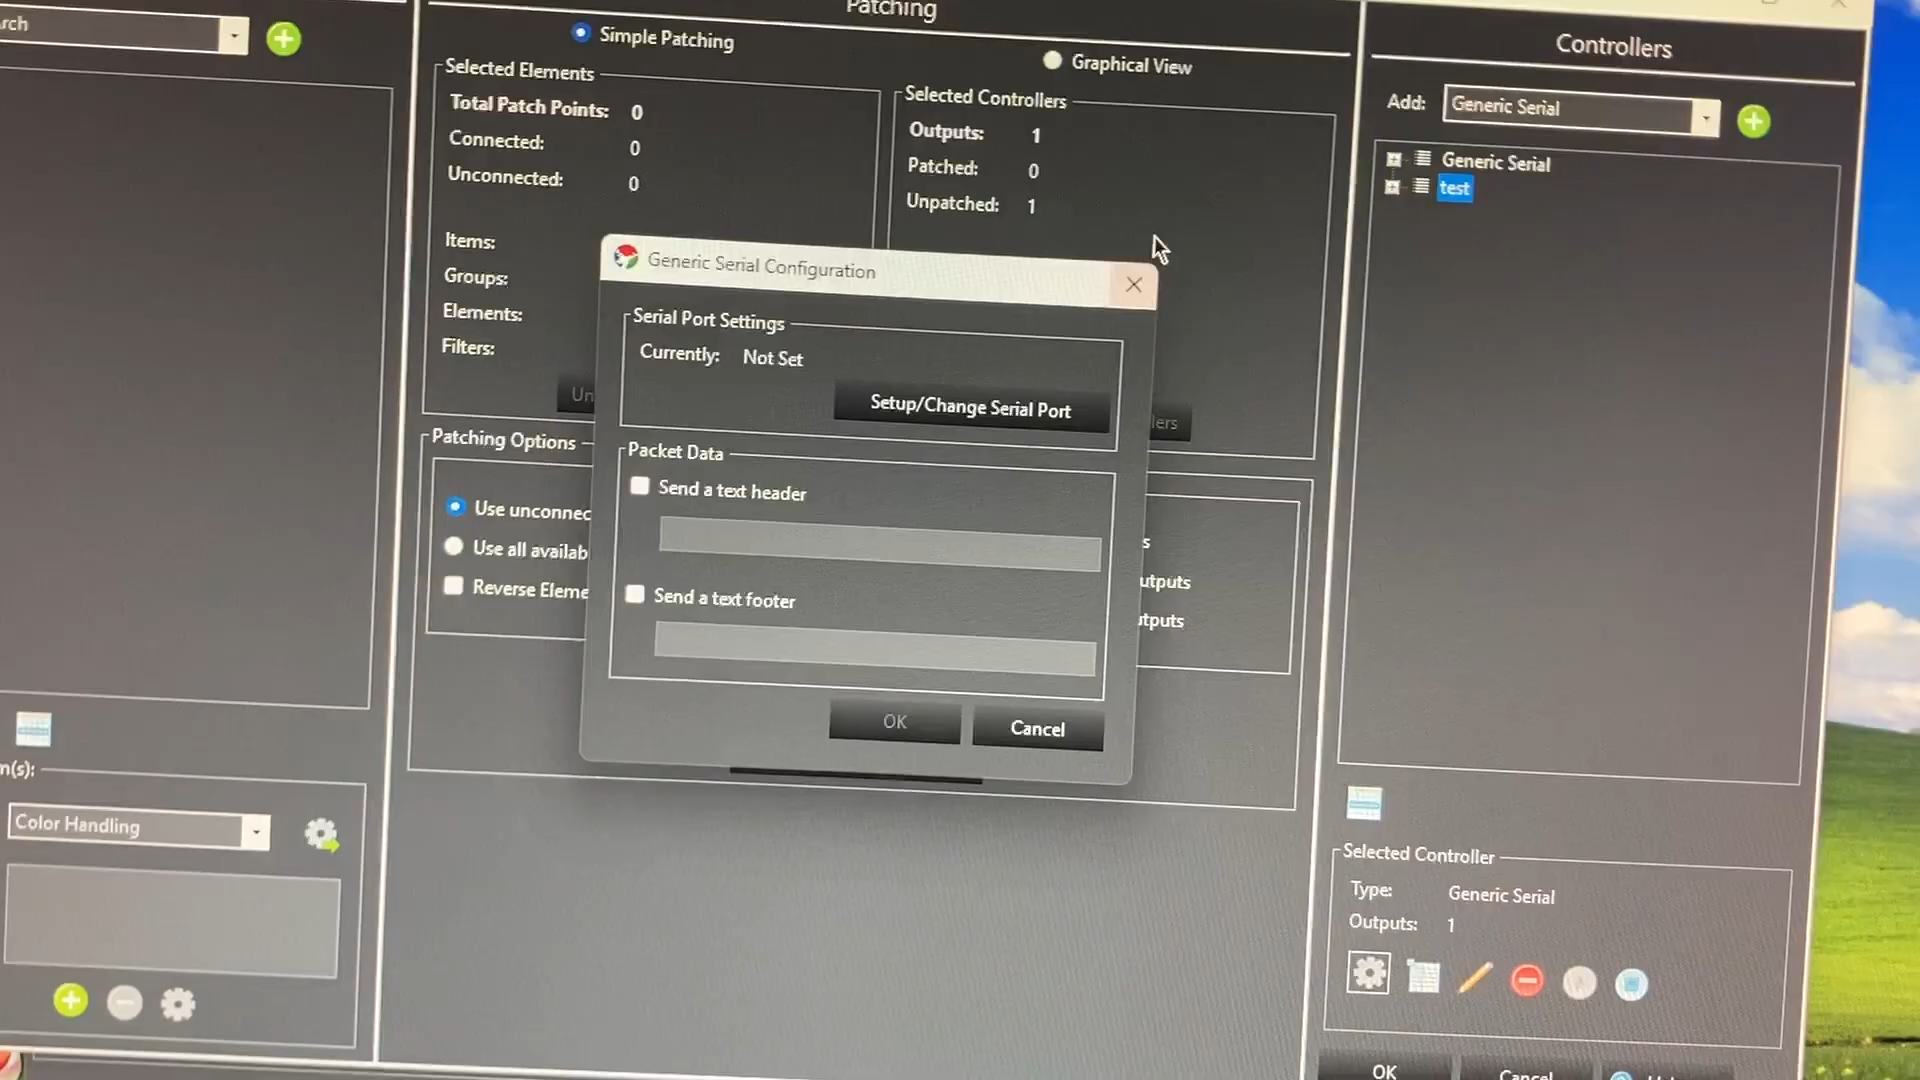 rch
Patching
Simple Patching
Graphical View
Selected Elements
Total Patch Points: 0
Connected: 0
Unconnected: 0
Items:
Groups:
Elements:
Filters:
Un
Selected Controllers
Outputs: 1
Patched: 0
Unpatched: 1
lers
Patching Options
Use unconnec
Use all availab
Reverse Eleme
s
utputs
utputs
Generic Serial Configuration
Serial Port Settings
Currently: Not Set
Setup/Change Serial Port
Packet Data
Send a text header
Send a text footer
OK
Cancel
Controllers
Add: Generic Serial
Generic Serial
test
Selected Controller
Type: Generic Serial
Outputs: 1
OK
Cancel
m(s):
Color Handling